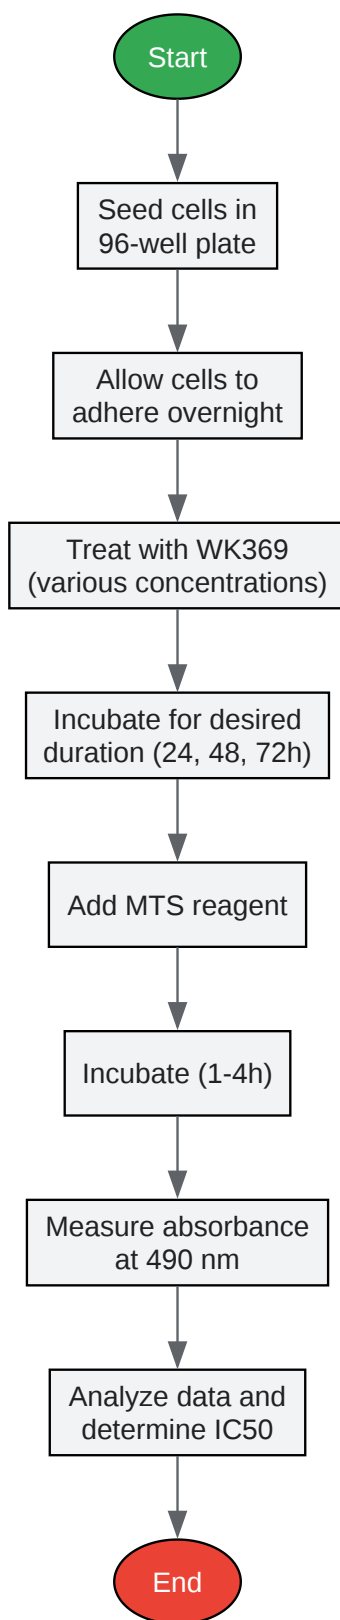 Start
Seed cells in
96-well plate
Allow cells to
adhere overnight
Treat with WK369
(various concentrations)
Incubate for desired
duration (24, 48, 72h)
Add MTS reagent
Incubate (1-4h)
Measure absorbance
at 490 nm
Analyze data and
determine IC50
End